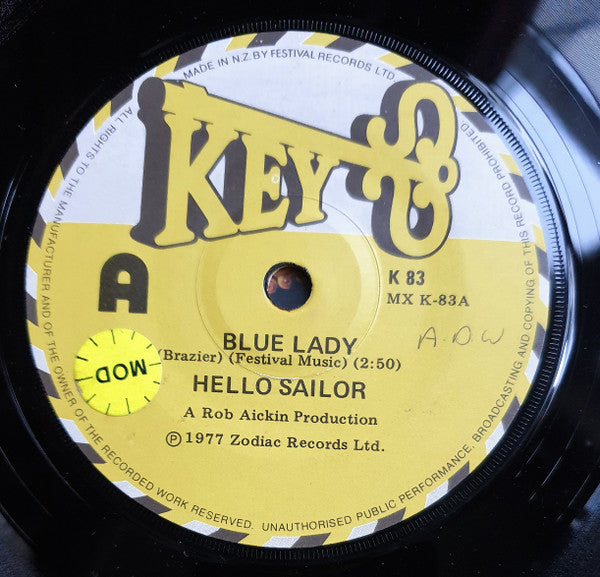 MADE IN N.Z. BY FESTIVAL RECORDS LTD.
ALL RIGHTS TO THE MANUFACTURER AND OF THE OWNER OF THE RECORDED WORK RESERVED. UNAUTHORISED PUBLIC PERFORMANCE, BROADCASTING AND COPYING OF THIS RECORD PROHIBITED.
KEY
A
K 83
MX K-83A
A.D.W
BLUE LADY
(Brazier) (Festival Music) (2:50)
MOD
HELLO SAILOR
A Rob Aickin Production
Ⓟ 1977 Zodiac Records Ltd.